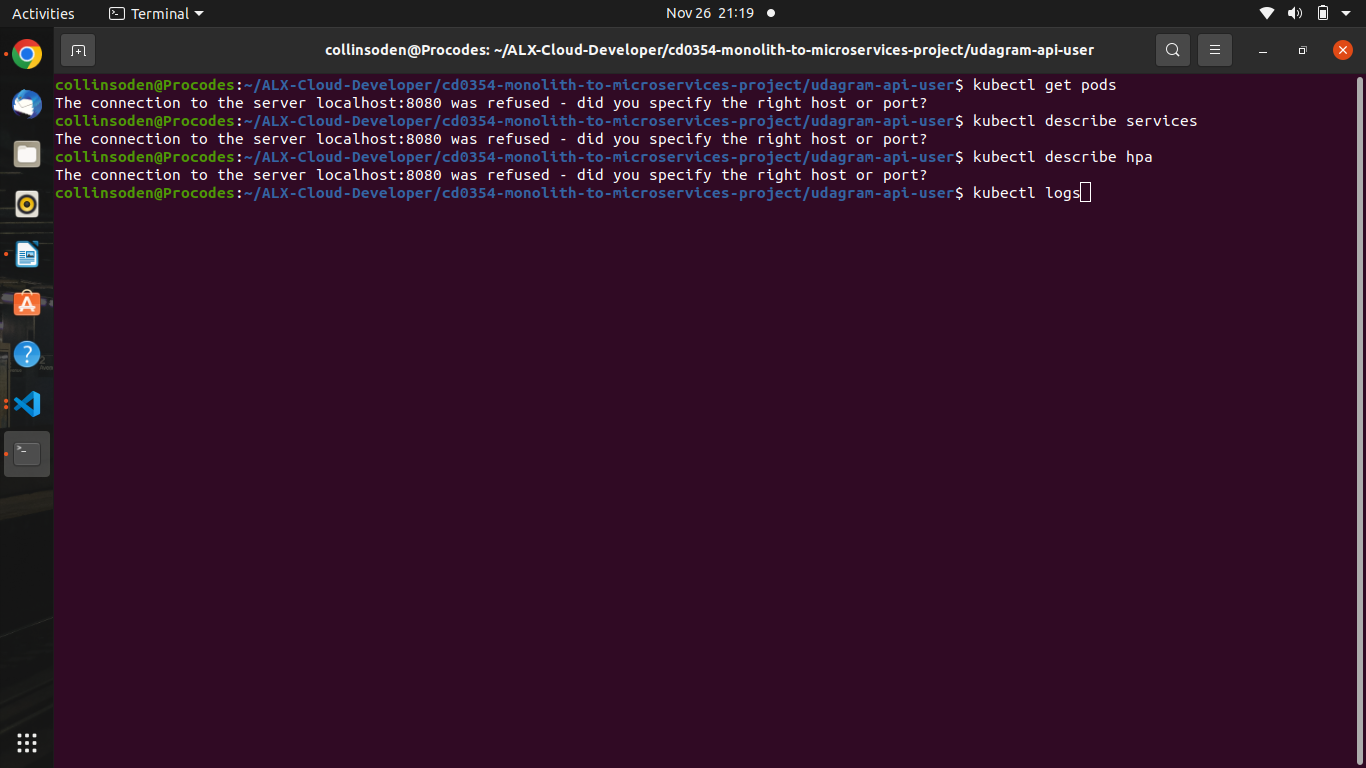 Activities
Terminal
Nov 26 21:19
collinsoden@Procodes: ~/ALX-Cloud-Developer/cd0354-monolith-to-microservices-project/udagram-api-user
collinsoden@Procodes:~/ALX-Cloud-Developer/cd0354-monolith-to-microservices-project/udagram-api-user$ kubectl get pods
The connection to the server localhost:8080 was refused - did you specify the right host or port?
collinsoden@Procodes:~/ALX-Cloud-Developer/cd0354-monolith-to-microservices-project/udagram-api-user$ kubectl describe services
The connection to the server localhost:8080 was refused - did you specify the right host or port?
collinsoden@Procodes:~/ALX-Cloud-Developer/cd0354-monolith-to-microservices-project/udagram-api-user$ kubectl describe hpa
The connection to the server localhost:8080 was refused - did you specify the right host or port?
collinsoden@Procodes:~/ALX-Cloud-Developer/cd0354-monolith-to-microservices-project/udagram-api-user$ kubectl logs